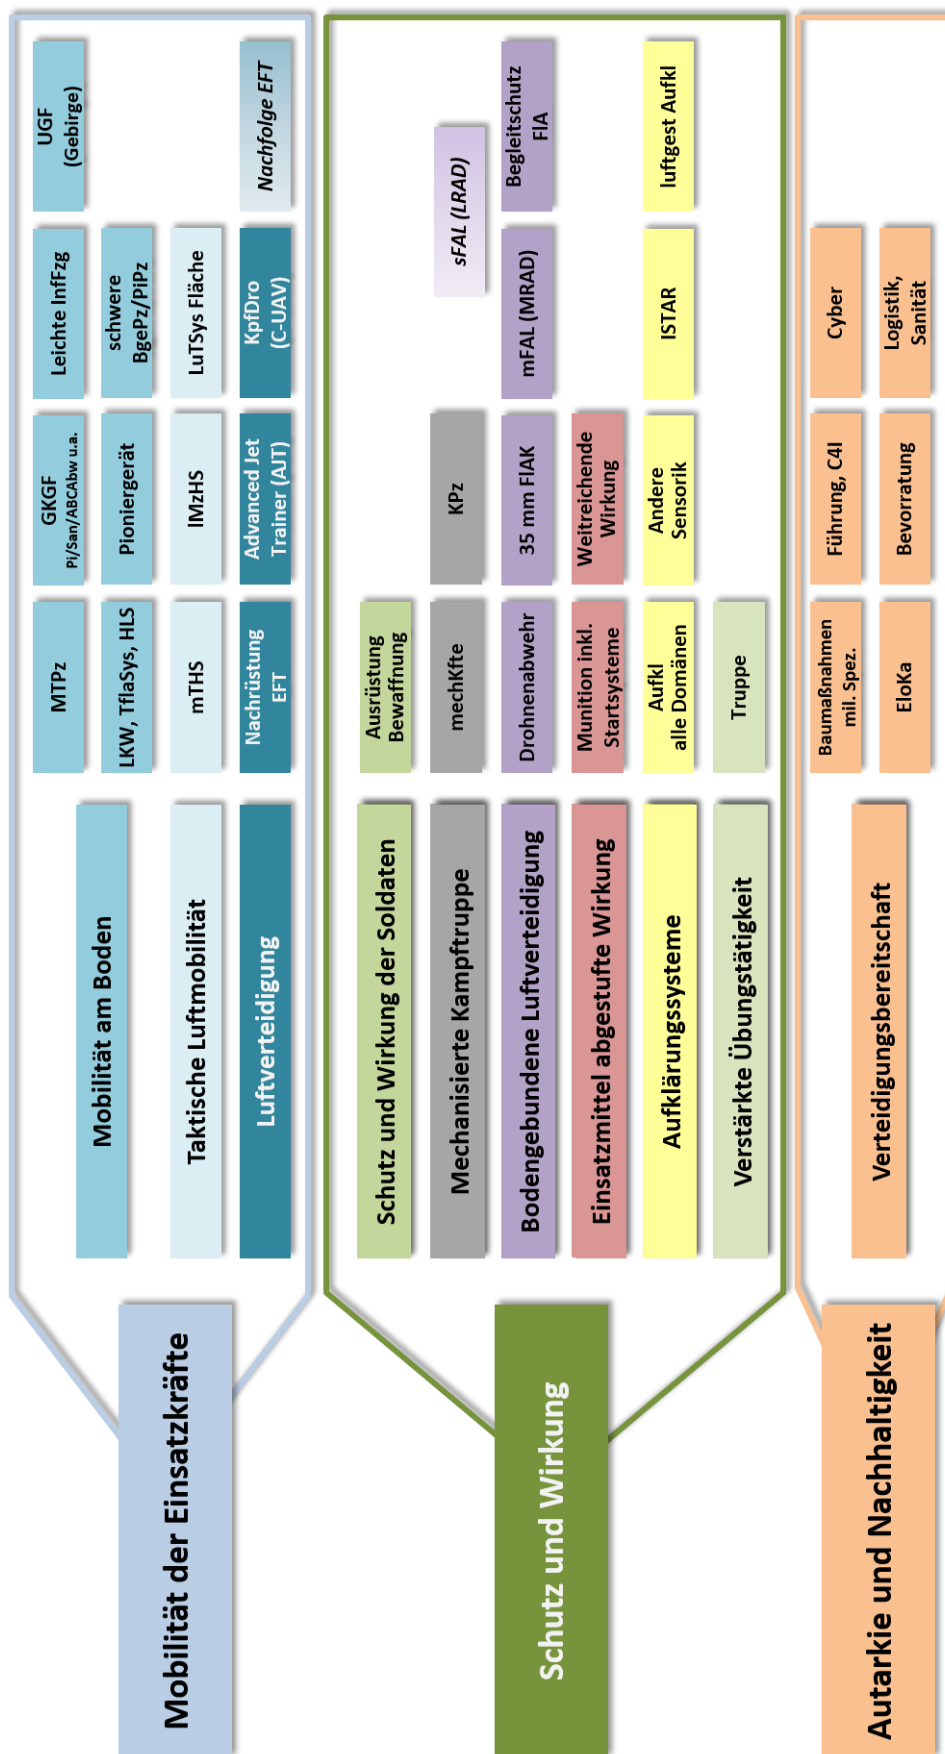 Mobilität der Einsatzkräfte
Mobilität am Boden
MTPz
GKGF
Pi/San/ABCAbw u.a.
Leichte InfFzg
UGF
(Gebirge)
LKW, TflaSys, HLS
Pioniergerät
schwere
BgePz/PiPz
Taktische Luftmobilität
mTHS
lMzHS
LuTSys Fläche
Luftverteidigung
Nachrüstung
EFT
Advanced Jet
Trainer (AJT)
KpfDro
(C-UAV)
Nachfolge EFT
Schutz und Wirkung
Schutz und Wirkung der Soldaten
Ausrüstung
Bewaffnung
Mechanisierte Kampftruppe
mechKfte
KPz
sFAL (LRAD)
Bodengebundene Luftverteidigung
Drohnenabwehr
35 mm FlAK
mFAL (MRAD)
Begleitschutz
FlA
Einsatzmittel abgestufte Wirkung
Munition inkl.
Startsysteme
Weitreichende
Wirkung
Aufklärungssysteme
Aufkl
alle Domänen
Andere
Sensorik
ISTAR
luftgest Aufkl
Verstärkte Übungstätigkeit
Truppe
Autarkie und Nachhaltigkeit
Verteidigungsbereitschaft
Baumaßnahmen
mil. Spez.
Führung, C4I
Cyber
EloKa
Bevorratung
Logistik,
Sanität